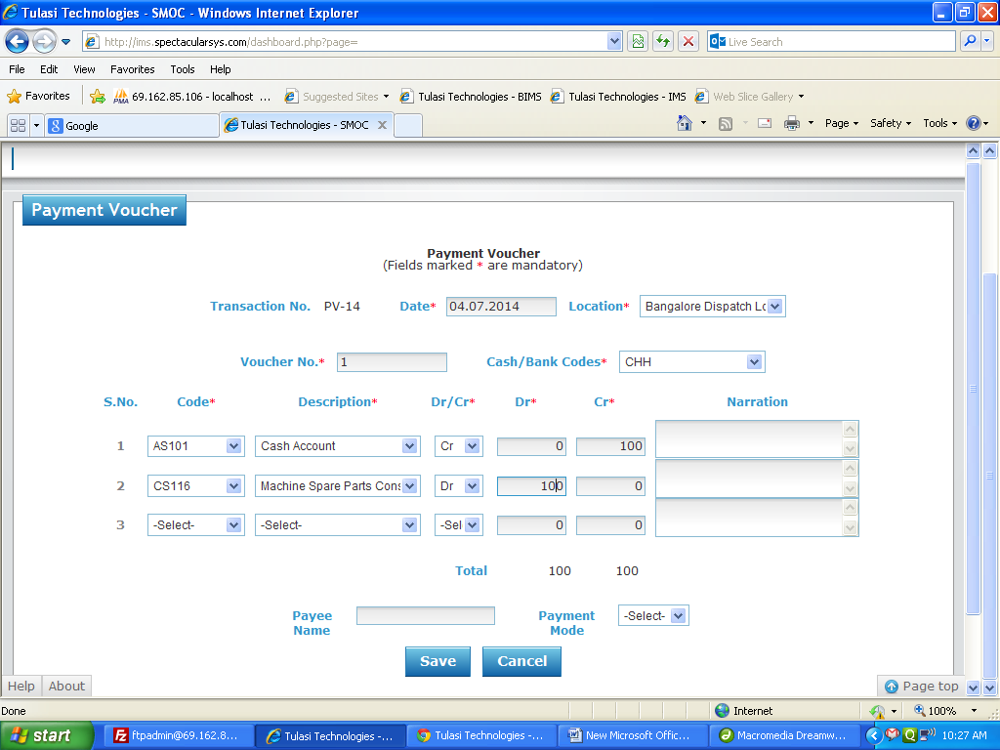 Tulasi Technologies - SMOC - Windows Internet Explorer
http://ims.spectacularsys.com/dashboard.php?page= Live Search
File Edit View Favorites Tools Help
Favorites PMA 69.162.85.106 - localhost ... Suggested Sites Tulasi Technologies - BIMS Tulasi Technologies - IMS Web Slice Gallery
Google Tulasi Technologies - SMOC Page Safety Tools
Payment Voucher
Payment Voucher
(Fields marked * are mandatory)
Transaction No. PV-14 Date* 04.07.2014 Location* Bangalore Dispatch Lo
Voucher No.* 1 Cash/Bank Codes* CHH
S.No. Code* Description* Dr/Cr* Dr* Cr* Narration
1 AS101 Cash Account Cr 0 100
2 CS116 Machine Spare Parts Cons Dr 100 0
3 -Select- -Select- -Sel 0 0
Total 100 100
Payee Name Payment Mode -Select-
Save Cancel
Help About Page top
Done Internet 100%
start ftpadmin@69.162.8... Tulasi Technologies -... Tulasi Technologies -... New Microsoft Offic... Macromedia Dreamw... 10:27 AM